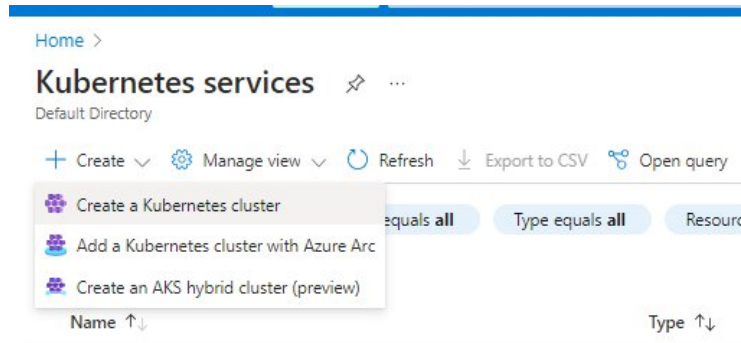 Home >
Kubernetes services ...
Default Directory
+ Create Manage view Refresh Export to CSV Open query
Create a Kubernetes cluster
equals all Type equals all
Add a Kubernetes cluster with Azure Arc
Create an AKS hybrid cluster (preview)
Name ↑↓ Type ↑↓